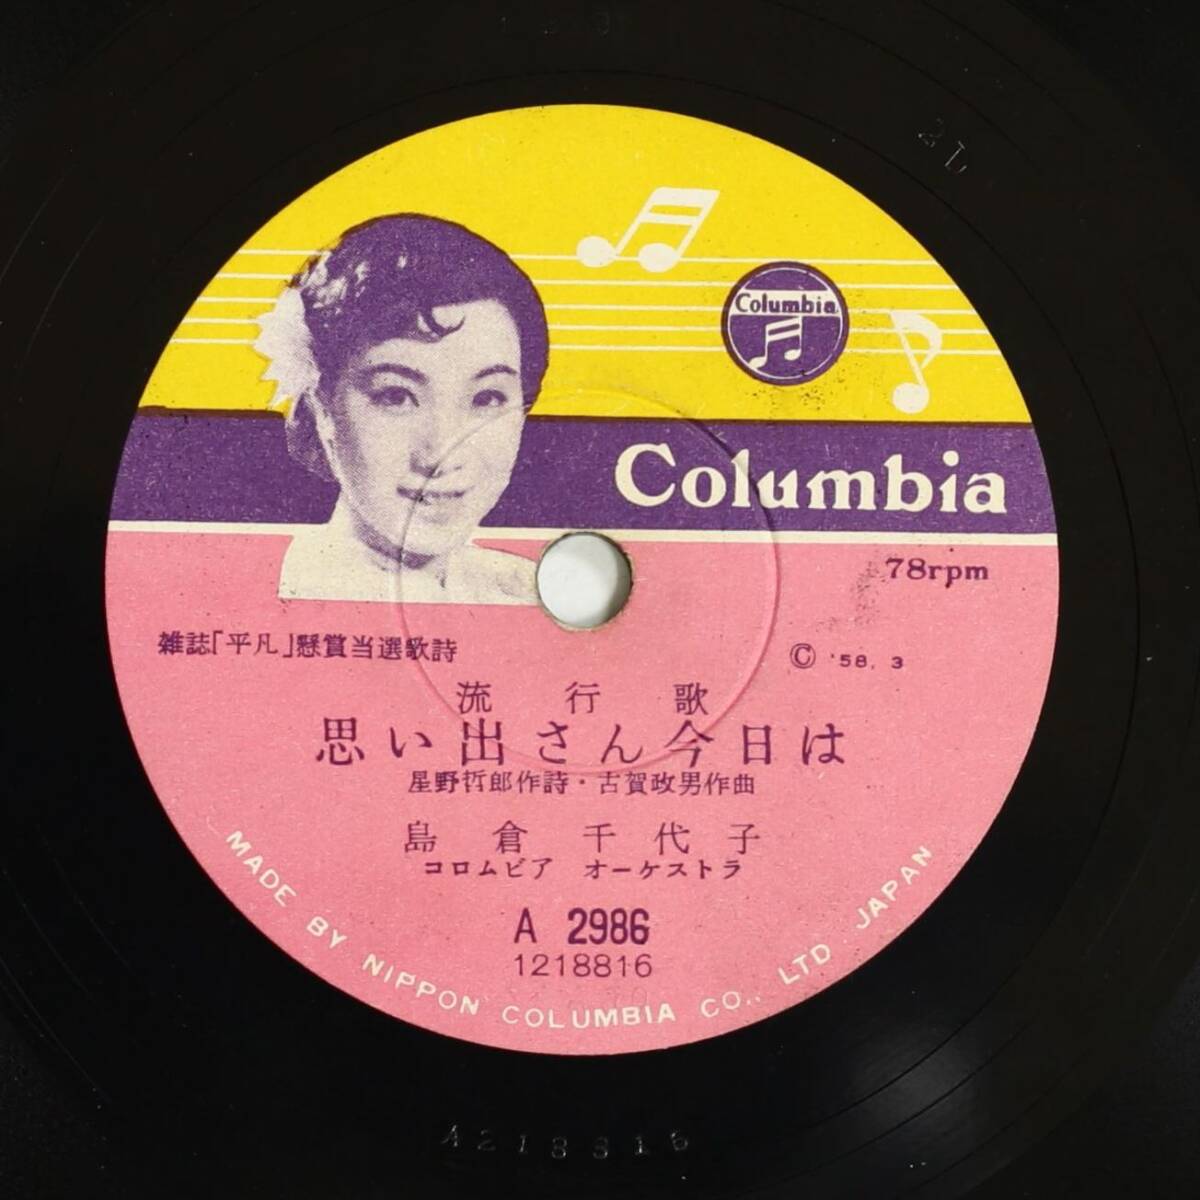 2L
Columbia
Columbia
78rpm
雑誌「平凡」懸賞当選歌詩
© '58. 3
流行歌
思い出さん今日は
星野哲郎作詩・古賀政男作曲
島倉千代子
コロムビア オーケストラ
A 2986
1218816
MADE BY NIPPON COLUMBIA CO., LTD JAPAN